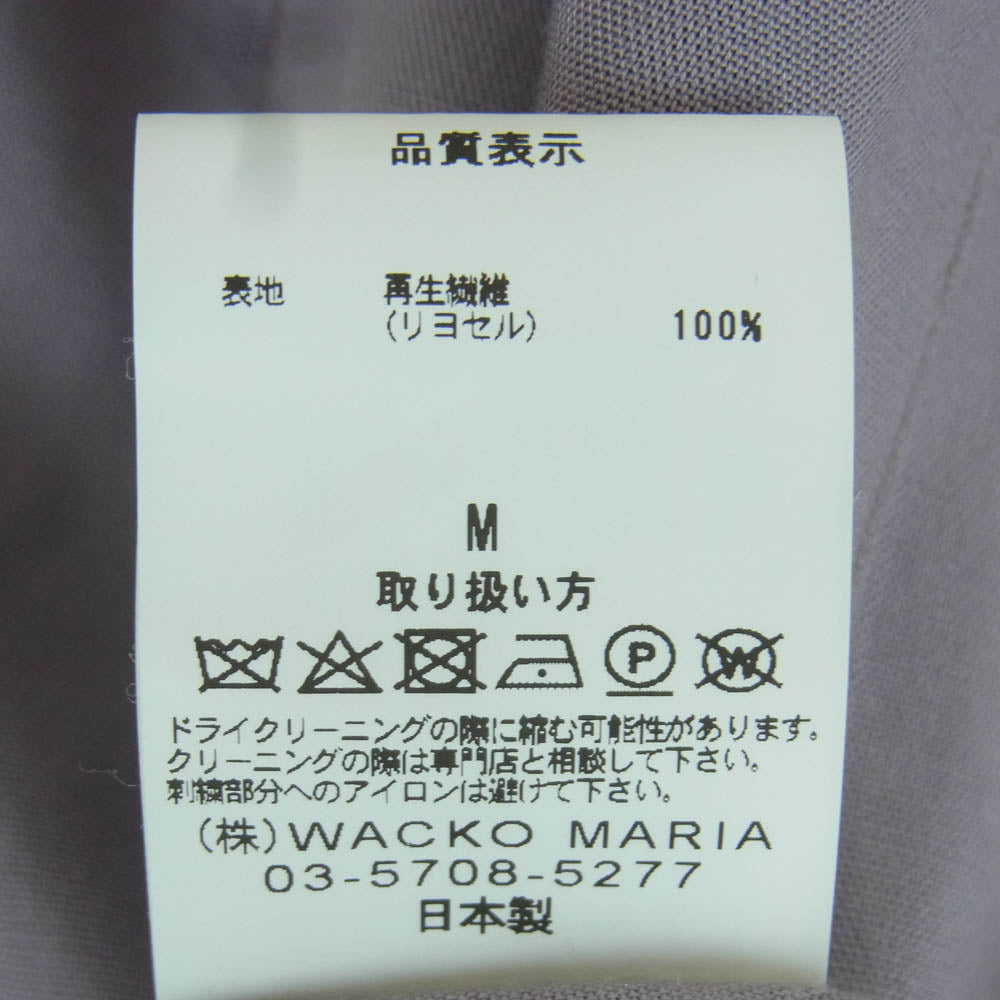 品質表示
表地 再生繊維
(リヨセル) 100%
M
取り扱い方
P W
ドライクリーニングの際に縮む可能性があります。
クリーニングの際は専門店と相談して下さい。
刺繍部分へのアイロンは避けて下さい。
(株)WACKO MARIA
03-5708-5277
日本製